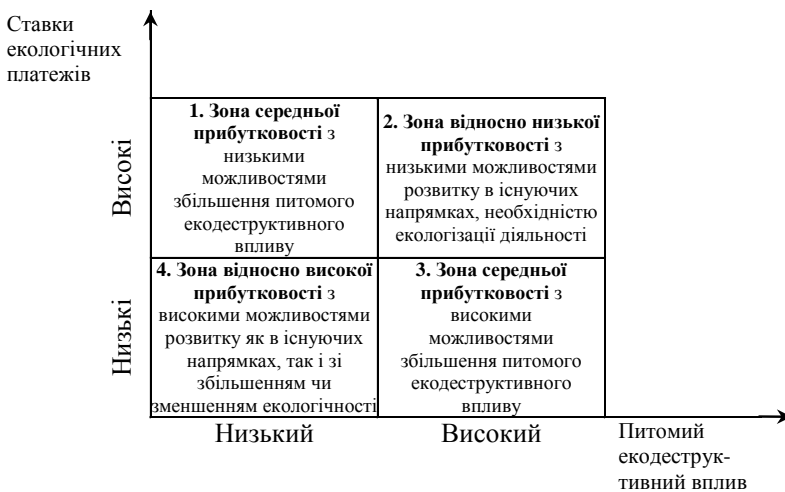 Ставки
екологічних
платежів
Високі
1. Зона середньої
прибутковості з
низькими
можливостями
збільшення питомого
екодеструктивного
впливу
2. Зона відносно низької
прибутковості з
низькими можливостями
розвитку в існуючих
напрямках, необхідністю
екологізації діяльності
Низькі
4. Зона відносно високої
прибутковості з
високими можливостями
розвитку як в існуючих
напрямках, так і зі
збільшенням чи
зменшенням екологічності
3. Зона середньої
прибутковості з
високими
можливостями
збільшення питомого
екодеструктивного
впливу
Низький
Високий
Питомий
екодеструк-
тивний вплив